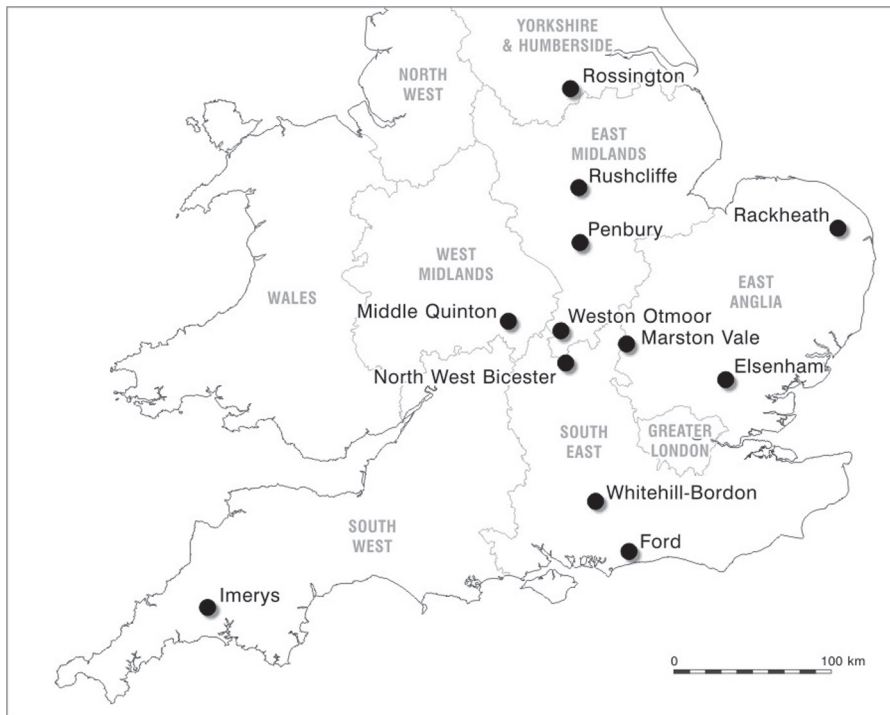 YORKSHIRE
& HUMBERSIDE
NORTH
WEST
Rossington
EAST
MIDLANDS
Rushcliffe
Rackheath
Penbury
WEST
MIDLANDS
WALES
EAST
ANGLIA
Middle Quinton
Weston Otmoor
Marston Vale
North West Bicester
Elsenham
SOUTH
EAST
GREATER
LONDON
Whitehill-Bordon
SOUTH
WEST
Ford
Imerys
0 100 km